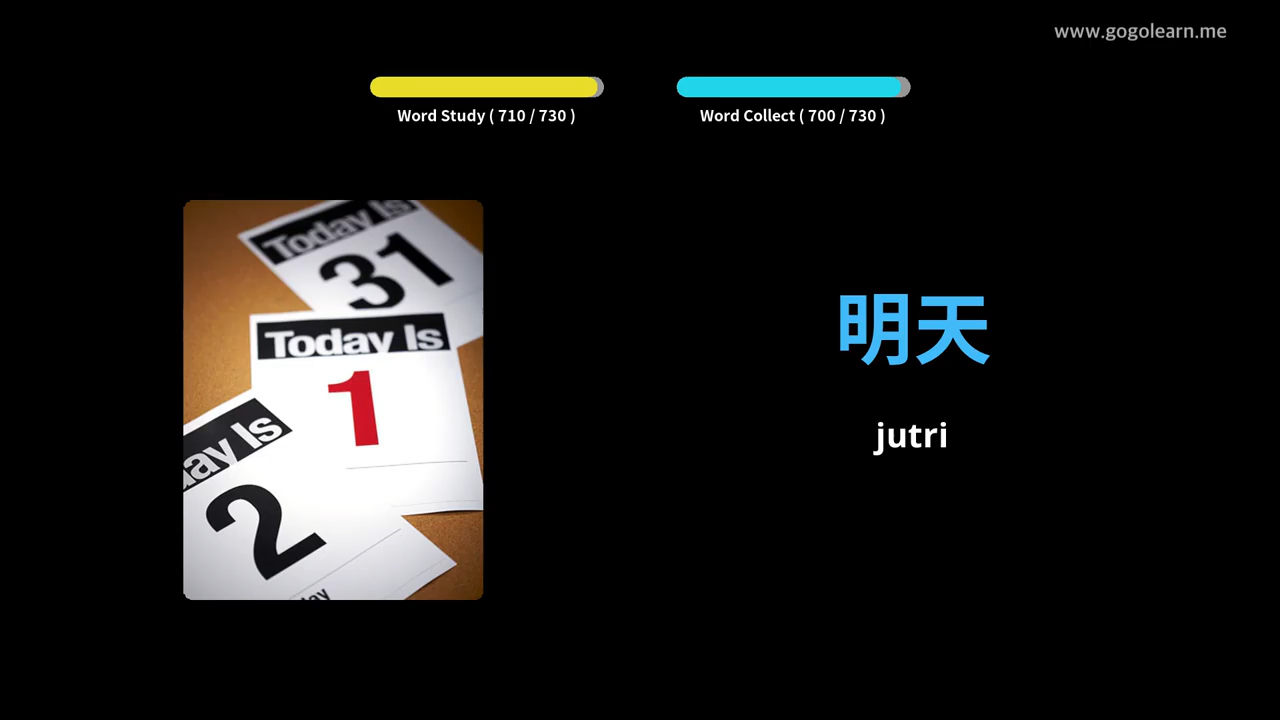 www.gogolearn.me
Word Study ( 710 / 730 )
Word Collect ( 700 / 730 )
Today Is
31
Today Is
1
ay Is
2
明天
jutri